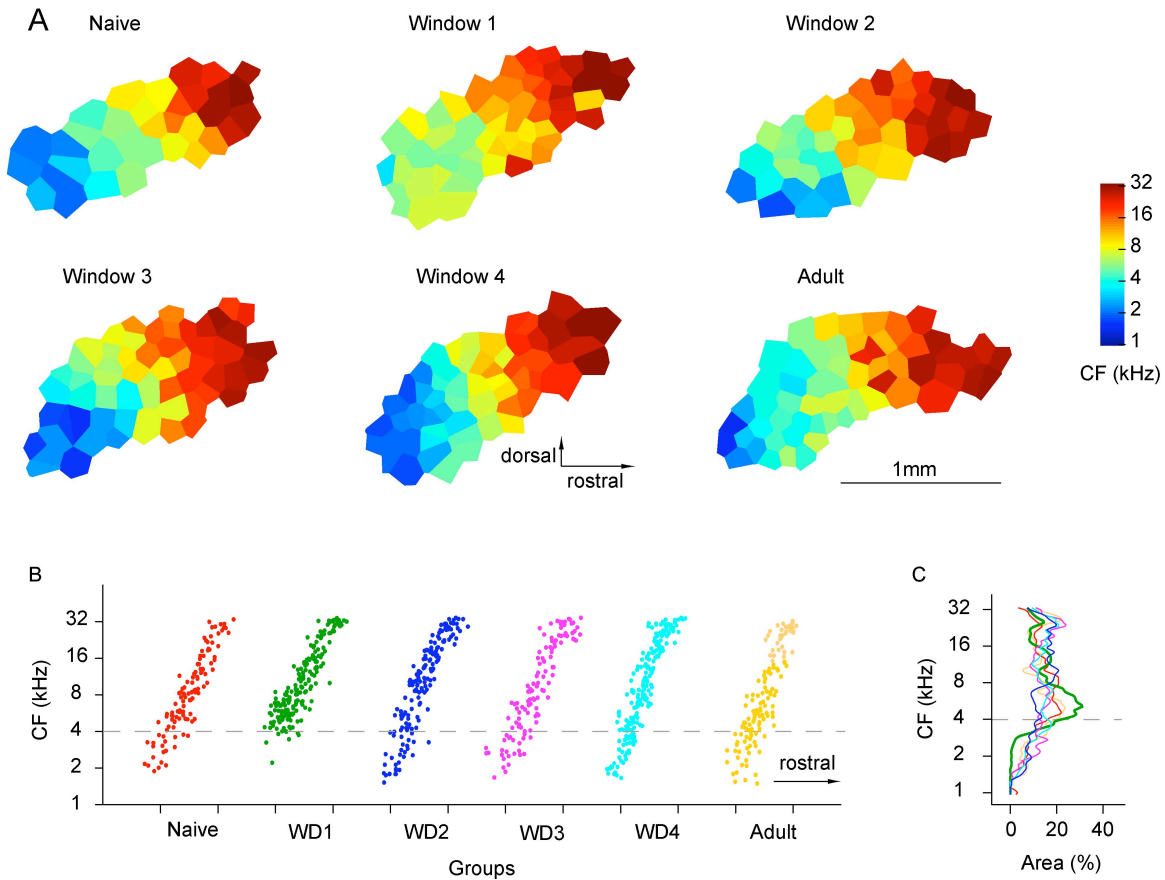 A
Naive
Window 1
Window 2
Window 3
Window 4
Adult
32
16
8
4
2
1
CF (kHz)
dorsal
rostral
1mm
B
CF (kHz)
32
16
8
4
2
1
rostral
Naive
WD1
WD2
WD3
WD4
Adult
Groups
C
CF (kHz)
32
16
8
4
2
1
0
20
40
Area (%)